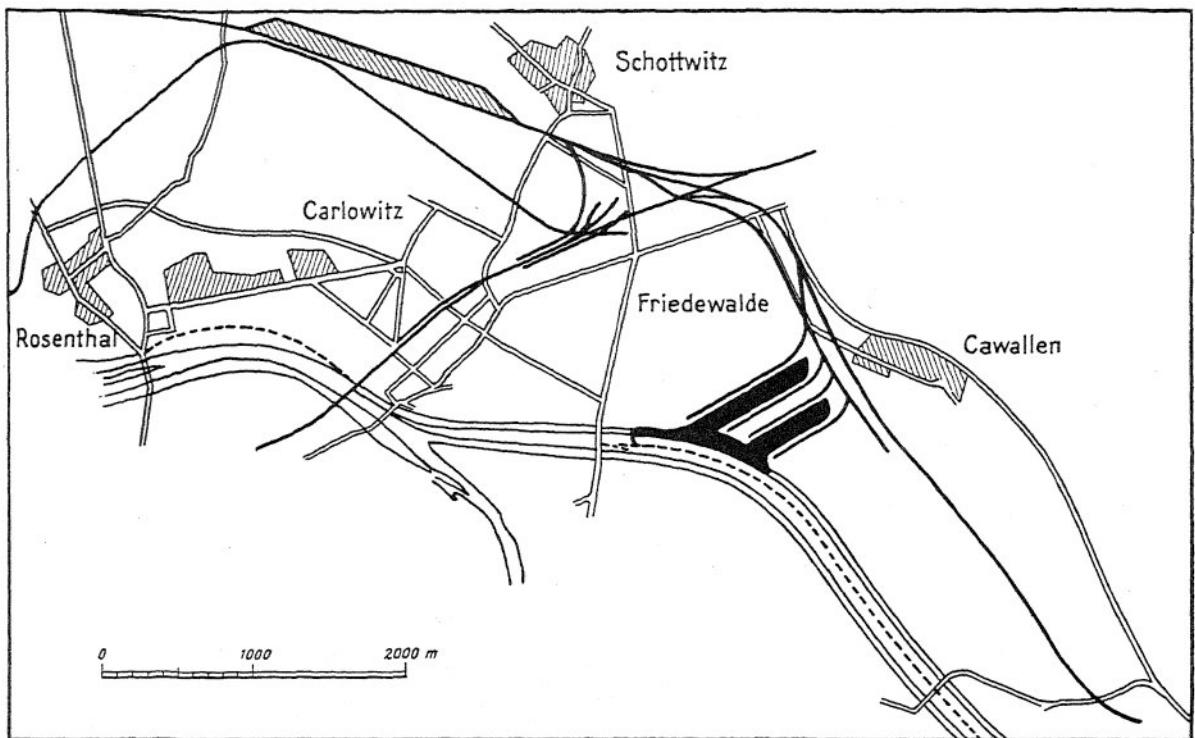 Schottwitz
Carlowitz
Friedewalde
Rosenthal
Cawallen
0 1000 2000 m